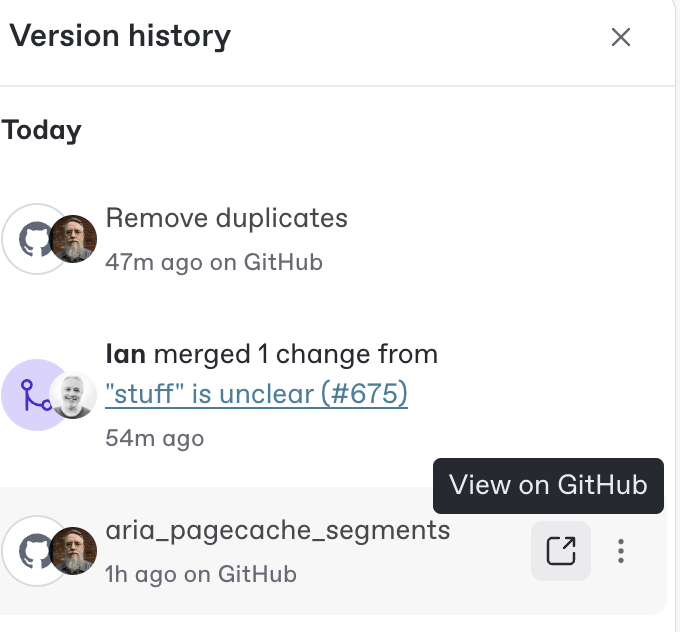 Version history
Today
Remove duplicates
47m ago on GitHub
Ian merged 1 change from
"stuff" is unclear (#675)
54m ago
View on GitHub
aria_pagecache_segments
1h ago on GitHub